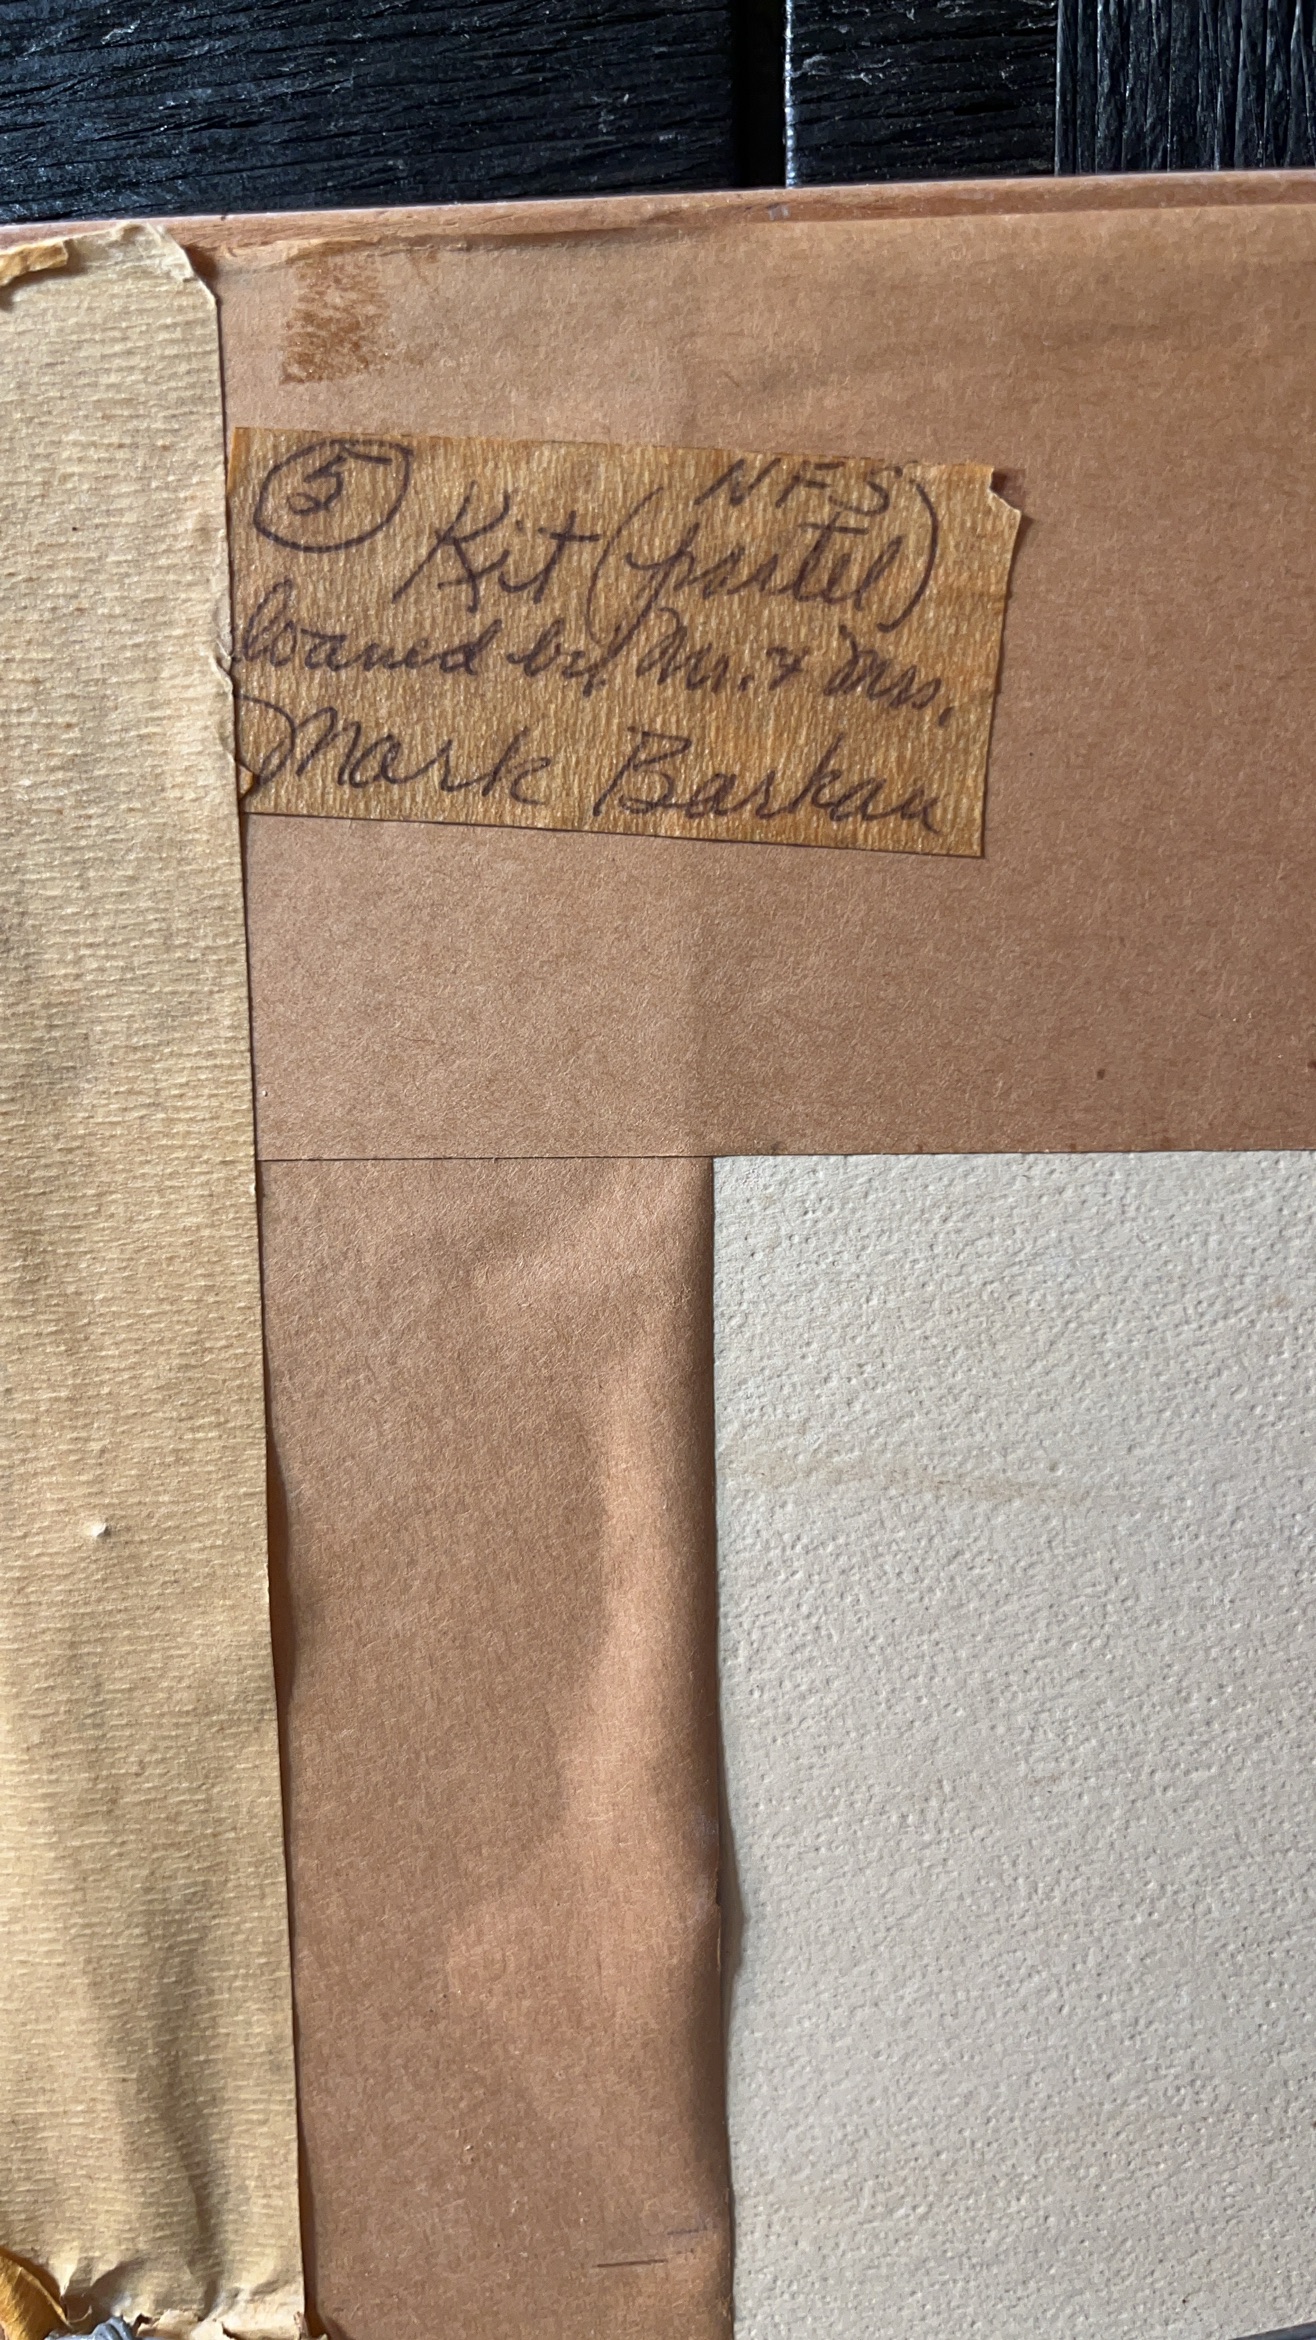 5 NFS
Kit (pastel)
loaned by Mr. & Mrs.
Mark Barkan